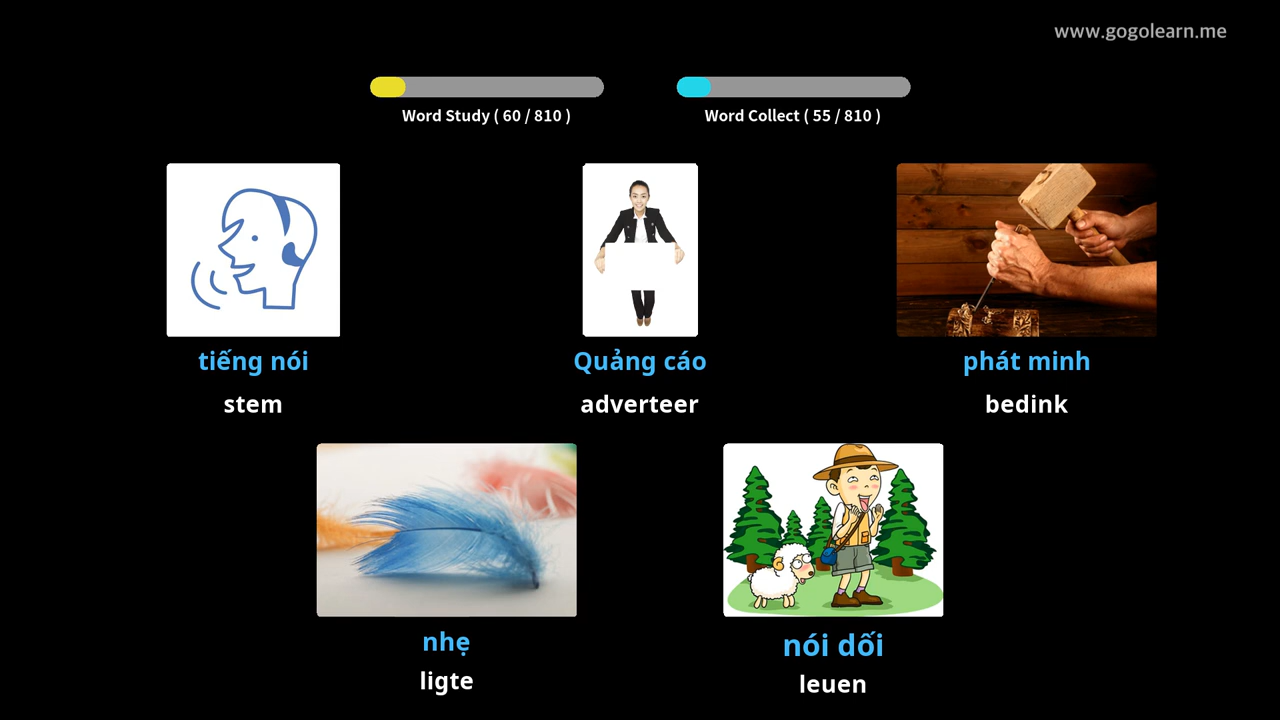 www.gogolearn.me
Word Study ( 60 / 810 )
Word Collect ( 55 / 810 )
tiếng nói
stem
Quảng cáo
adverteer
phát minh
bedink
nhẹ
ligte
nói dối
leuen